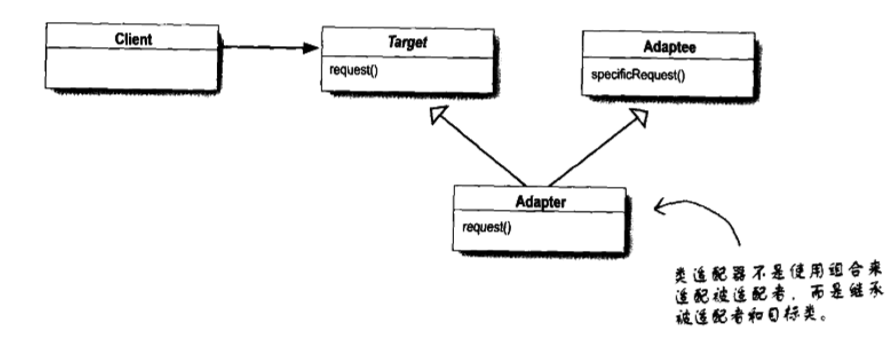 Client
Target
request()
Adaptee
specificRequest()
Adapter
request()
类适配器不是使用组合来
适配被适配者，而是继承
被适配者和目标类。